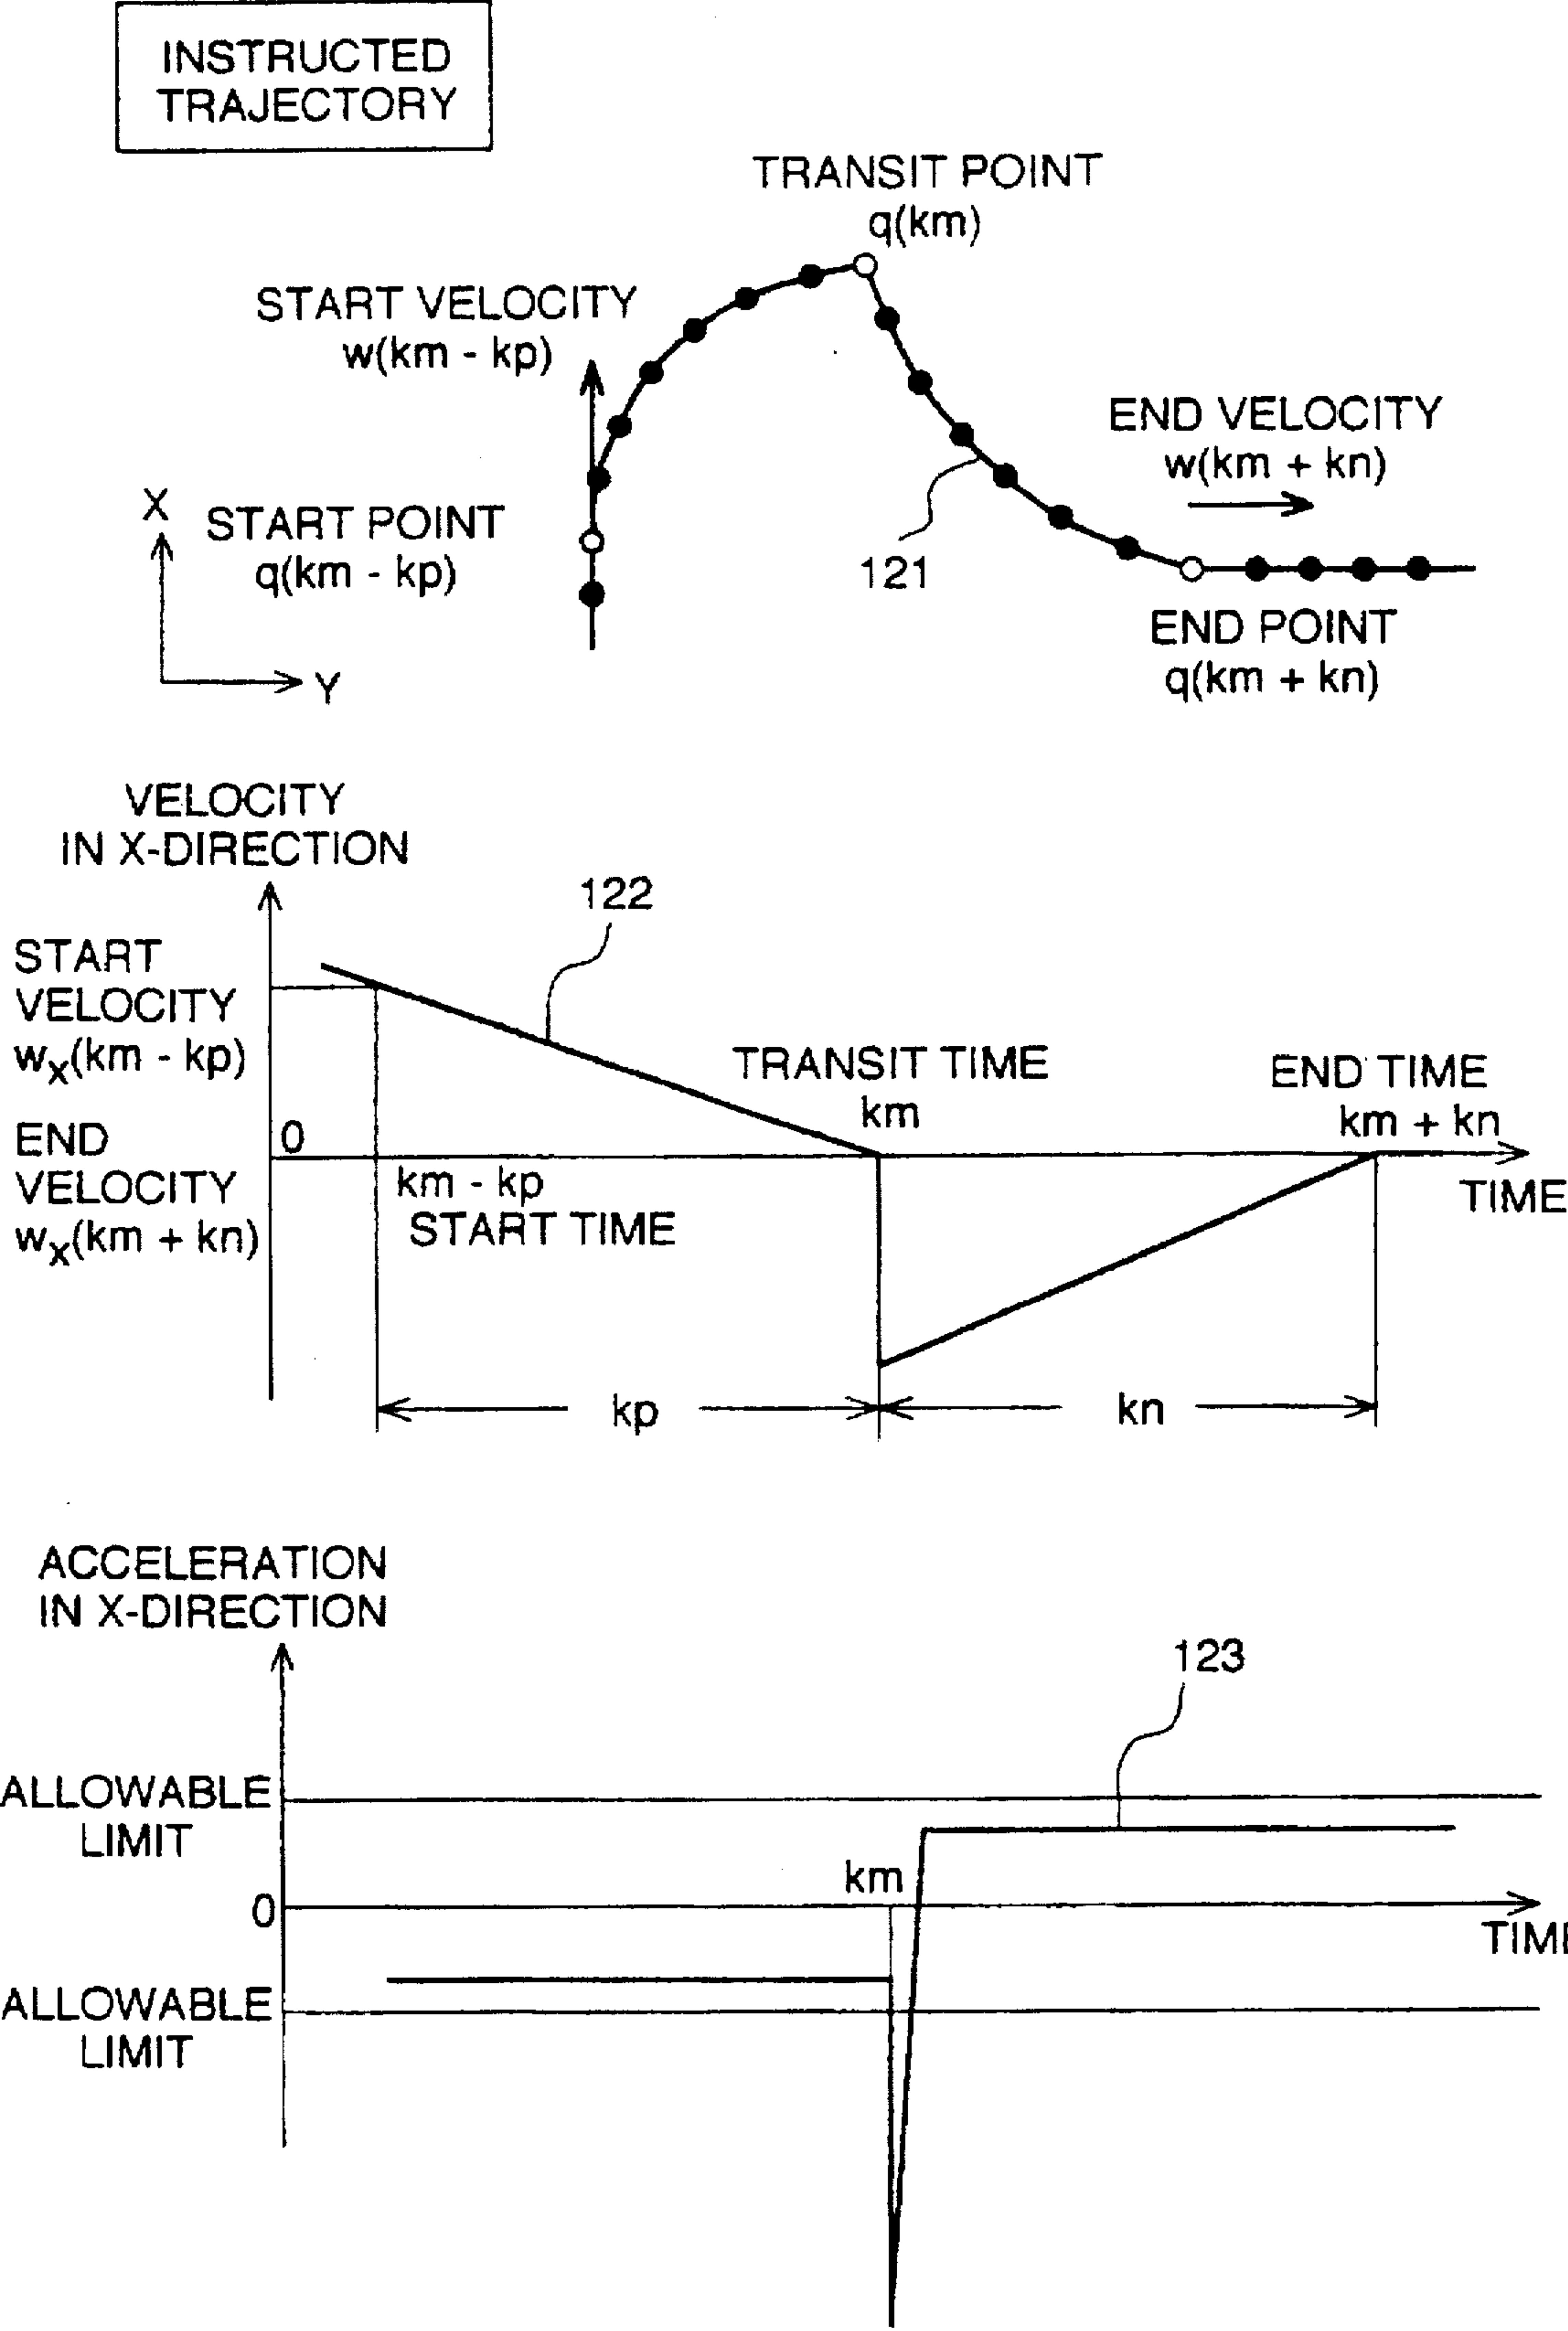 INSTRUCTED
TRAJECTORY
TRANSIT POINT
q(km)
START VELOCITY
w(km - kp)
END VELOCITY
w(km + kn)
X
START POINT
q(km - kp)
121
Y
END POINT
q(km + kn)
VELOCITY
IN X-DIRECTION
122
START
VELOCITY
wx(km - kp)
TRANSIT TIME
km
END TIME
km + kn
0
END
VELOCITY
wx(km + kn)
km - kp
START TIME
TIME
kp
kn
ACCELERATION
IN X-DIRECTION
123
ALLOWABLE
LIMIT
km
0
TIME
ALLOWABLE
LIMIT